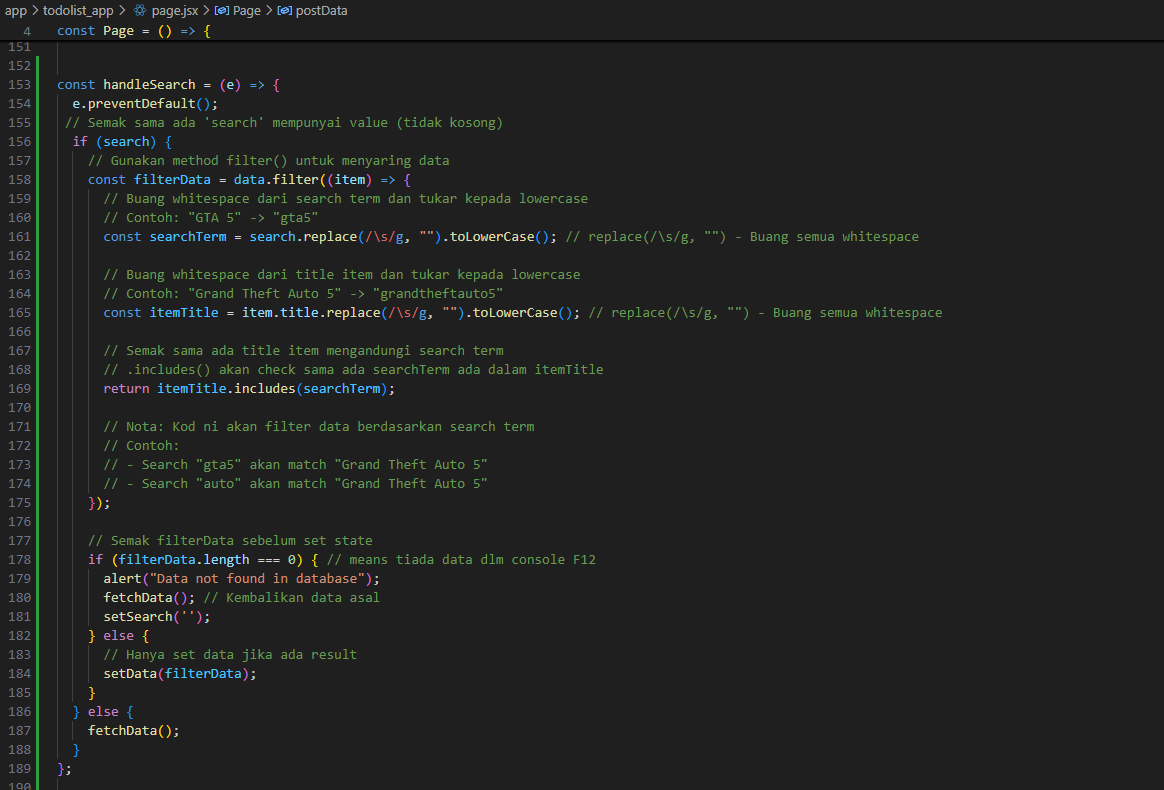 app > todolist_app > page.jsx > Page > postData
4 const Page = () => {
151
152
153 const handleSearch = (e) => {
154 e.preventDefault();
155 // Semak sama ada 'search' mempunyai value (tidak kosong)
156 if (search) {
157 // Gunakan method filter() untuk menyaring data
158 const filterData = data.filter((item) => {
159 // Buang whitespace dari search term dan tukar kepada lowercase
160 // Contoh: "GTA 5" -> "gta5"
161 const searchTerm = search.replace(/\s/g, "").toLowerCase(); // replace(/\s/g, "") - Buang semua whitespace
162
163 // Buang whitespace dari title item dan tukar kepada lowercase
164 // Contoh: "Grand Theft Auto 5" -> "grandtheftauto5"
165 const itemTitle = item.title.replace(/\s/g, "").toLowerCase(); // replace(/\s/g, "") - Buang semua whitespace
166
167 // Semak sama ada title item mengandungi search term
168 // .includes() akan check sama ada searchTerm ada dalam itemTitle
169 return itemTitle.includes(searchTerm);
170
171 // Nota: Kod ni akan filter data berdasarkan search term
172 // Contoh:
173 // - Search "gta5" akan match "Grand Theft Auto 5"
174 // - Search "auto" akan match "Grand Theft Auto 5"
175 });
176
177 // Semak filterData sebelum set state
178 if (filterData.length === 0) { // means tiada data dlm console F12
179 alert("Data not found in database");
180 fetchData(); // Kembalikan data asal
181 setSearch('');
182 } else {
183 // Hanya set data jika ada result
184 setData(filterData);
185 }
186 } else {
187 fetchData();
188 }
189 };
190